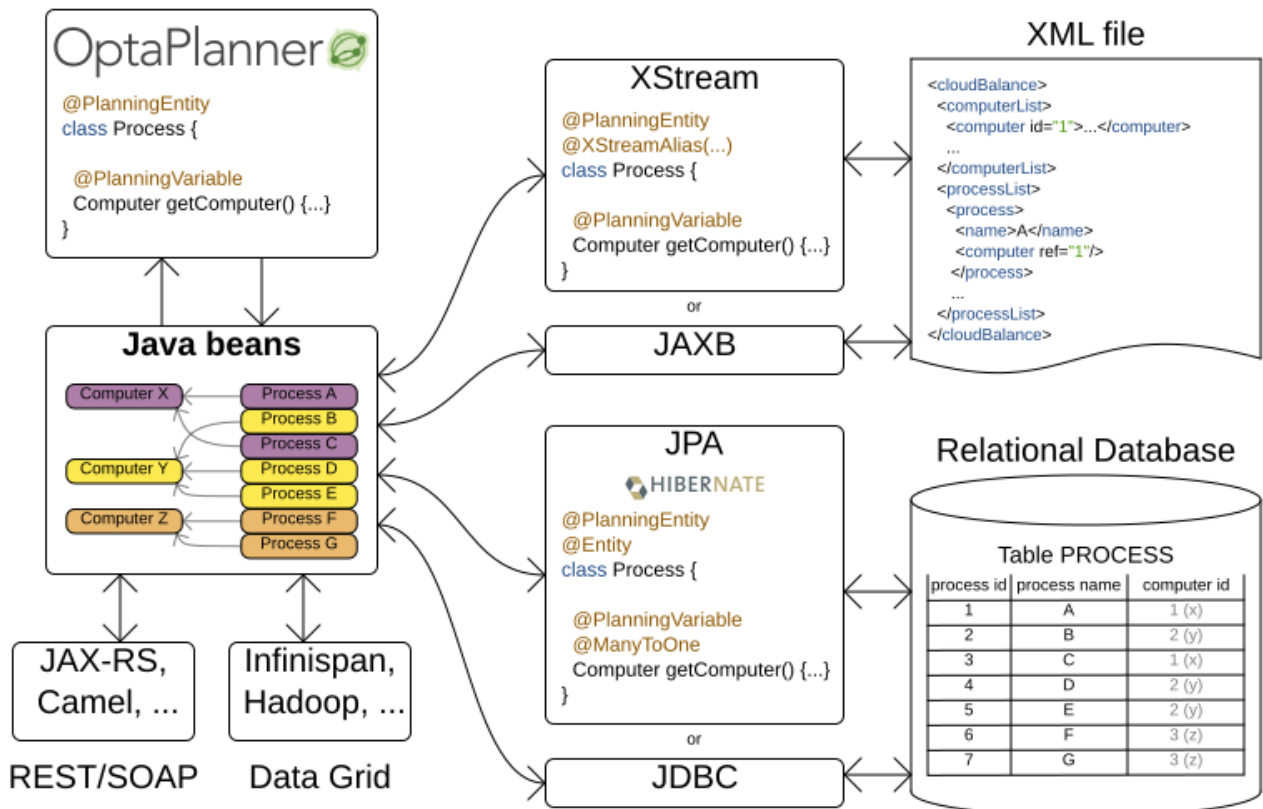 OptaPlanner
@PlanningEntity
class Process {
@PlanningVariable
Computer getComputer() {...}
}
Java beans
Computer X
Computer Y
Computer Z
Process A
Process B
Process C
Process D
Process E
Process F
Process G
JAX-RS,
Camel, ...
REST/SOAP
Infinispan,
Hadoop, ...
Data Grid
XStream
@PlanningEntity
@XStreamAlias(...)
class Process {
@PlanningVariable
Computer getComputer() {...}
}
or
JAXB
XML file
<cloudBalance>
<computerList>
<computer id="1">...</computer>
...
</computerList>
<processList>
<process>
<name>A</name>
<computer ref="1"/>
</process>
...
</processList>
</cloudBalance>
JPA
HIBERNATE
@PlanningEntity
@Entity
class Process {
@PlanningVariable
@ManyToOne
Computer getComputer() {...}
}
or
JDBC
Relational Database
Table PROCESS
process id process name computer id
1 A 1 (x)
2 B 2 (y)
3 C 1 (x)
4 D 2 (y)
5 E 2 (y)
6 F 3 (z)
7 G 3 (z)